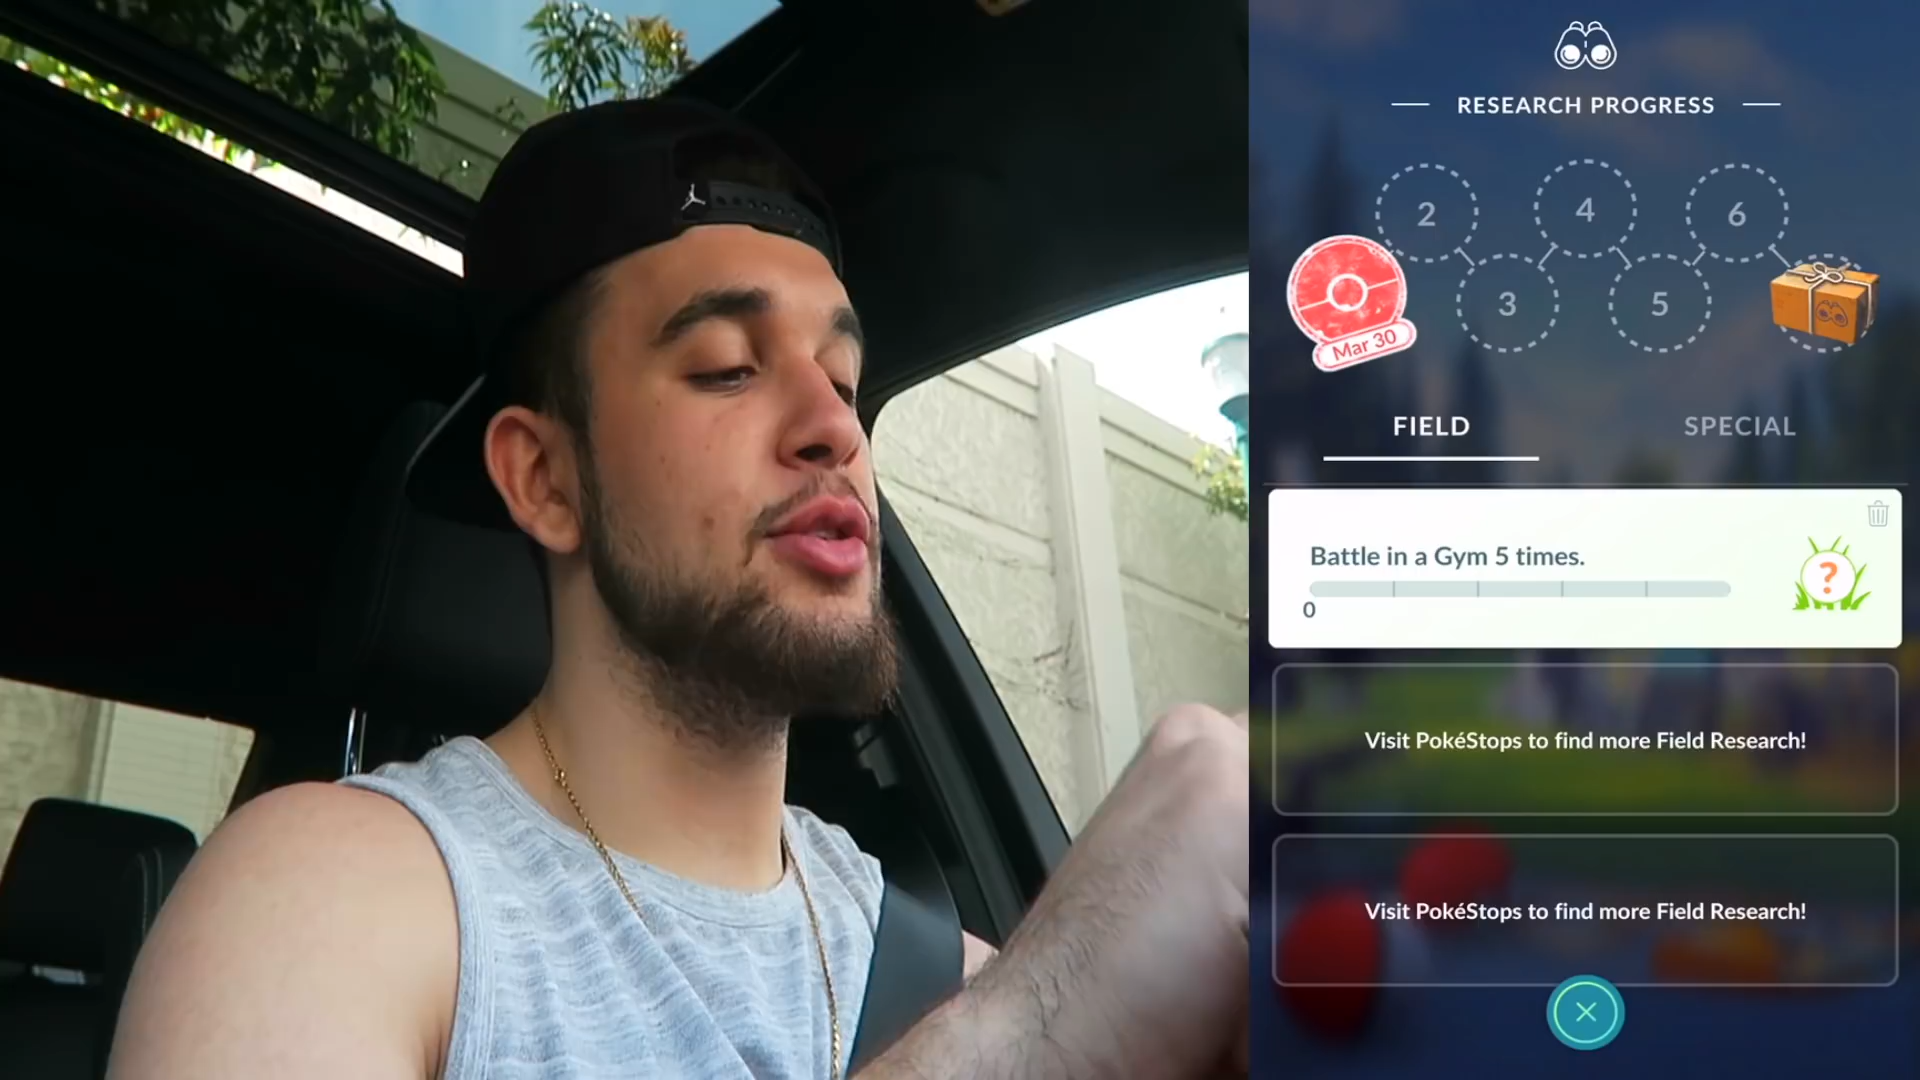 RESEARCH PROGRESS
2
4
6
3
5
Mar 30
FIELD
SPECIAL
Battle in a Gym 5 times.
?
0
Visit PokéStops to find more Field Research!
Visit PokéStops to find more Field Research!